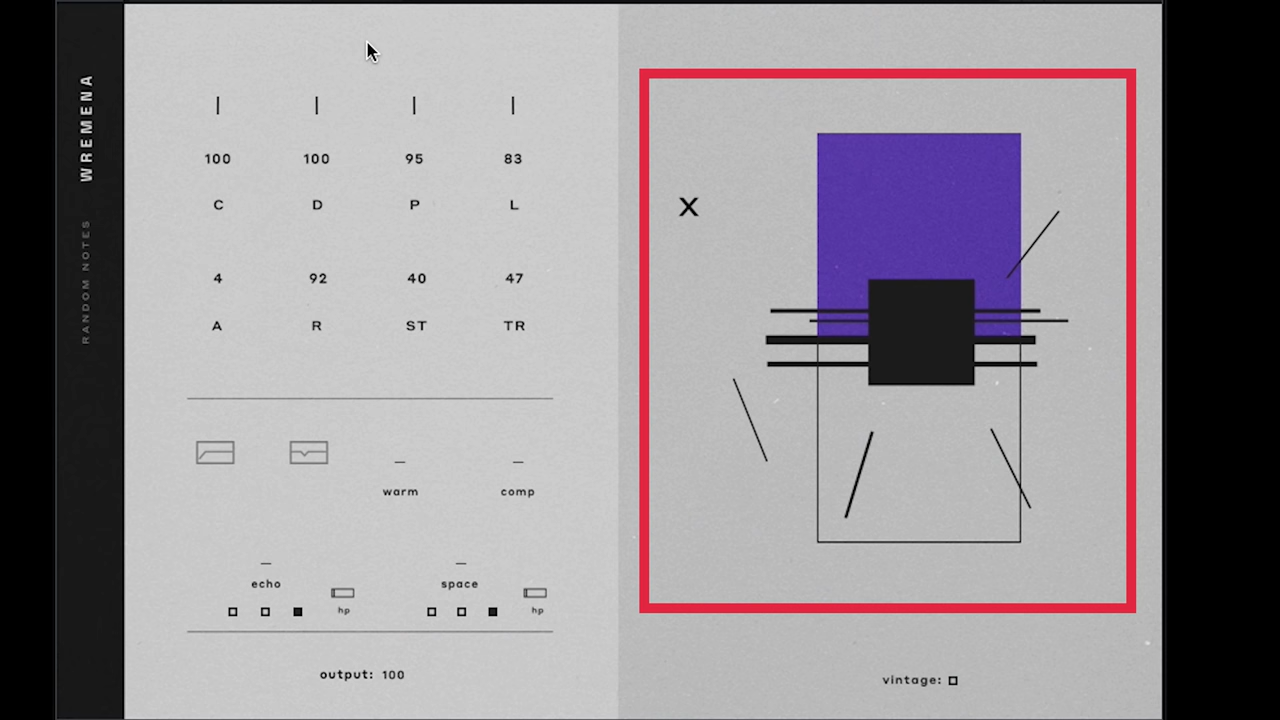 WREMENA
RANDOM NOTES
100 100 95 83
C D P L
4 92 40 47
A R ST TR
warm comp
echo space
hp hp
output: 100
X
vintage: